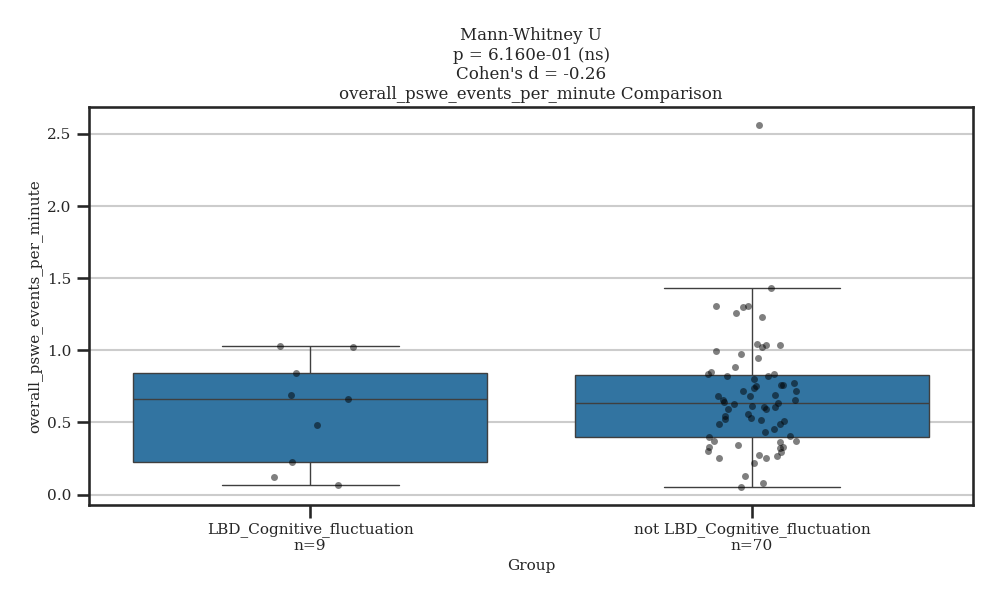 Mann-Whitney U
p = 6.160e-01 (ns)
Cohen's d = -0.26
overall_pswe_events_per_minute Comparison
overall_pswe_events_per_minute
2.5
2.0
1.5
1.0
0.5
0.0
LBD_Cognitive_fluctuation
n=9
not LBD_Cognitive_fluctuation
n=70
Group